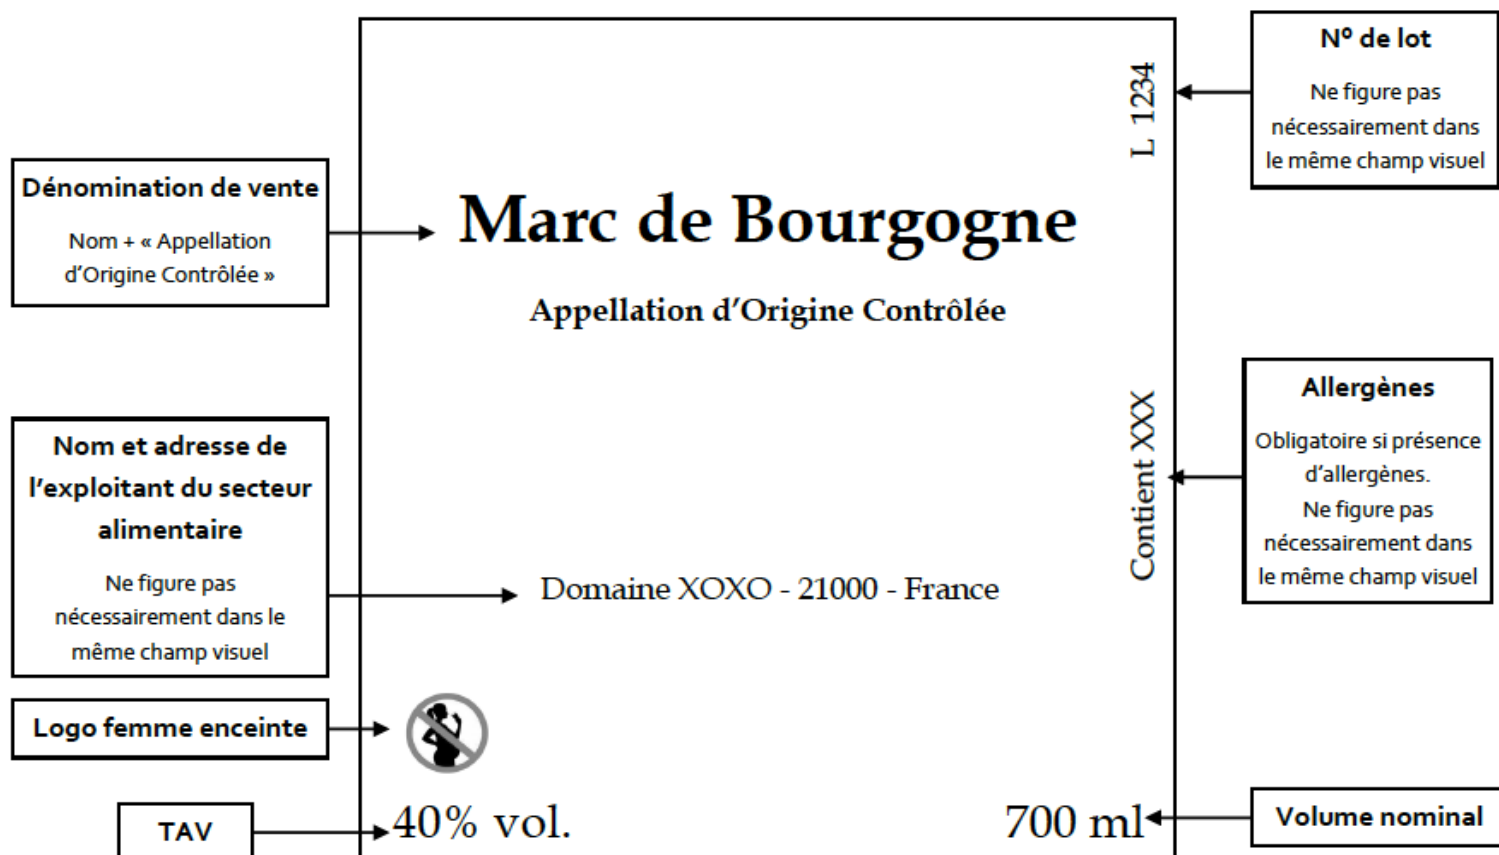 Nº de lot
Ne figure pas
nécessairement dans
le même champ visuel
L 1234
Dénomination de vente
Nom + « Appellation
d'Origine Contrôlée »
Marc de Bourgogne
Appellation d'Origine Contrôlée
Allergènes
Obligatoire si présence
d'allergènes.
Ne figure pas
nécessairement dans
le même champ visuel
Contient XXX
Nom et adresse de
l'exploitant du secteur
alimentaire
Ne figure pas
nécessairement dans le
même champ visuel
Domaine XOXO - 21000 - France
Logo femme enceinte
TAV
40% vol.
700 ml
Volume nominal